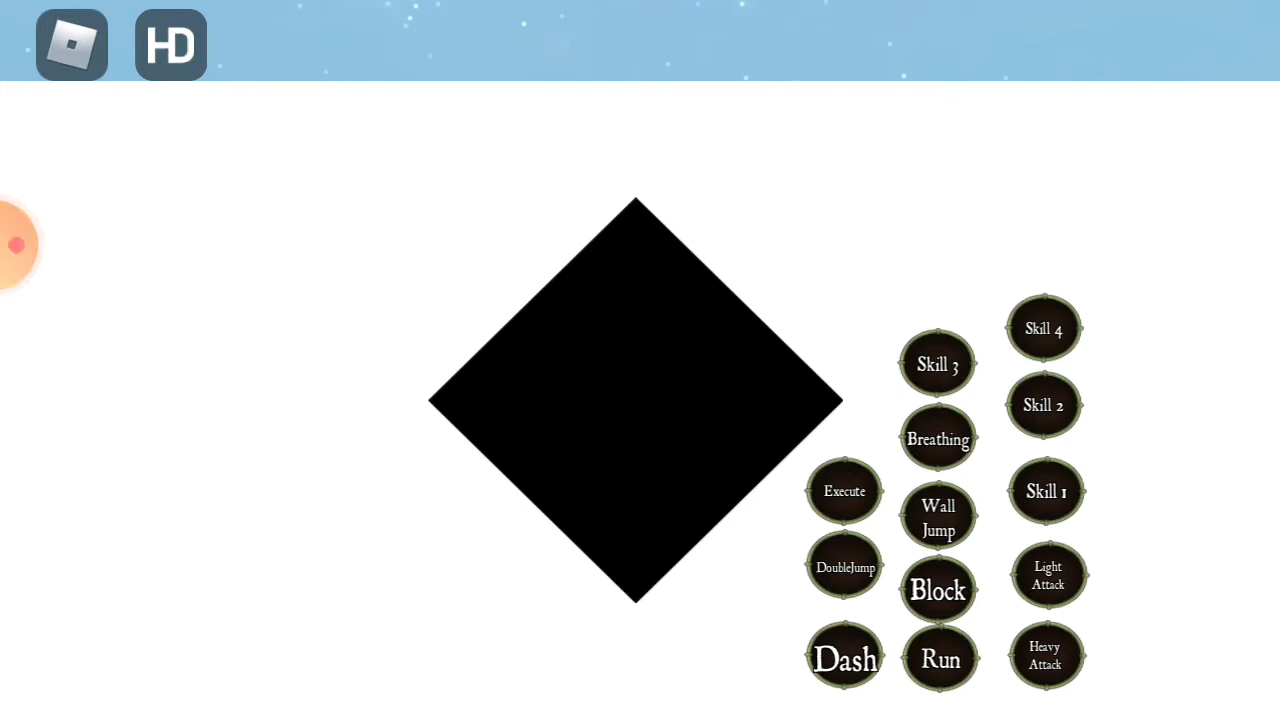 HD
Skill 4
Skill 3
Skill 2
Breathing
Execute
Wall
Jump
Skill 1
DoubleJump
Block
Light
Attack
Dash
Run
Heavy
Attack